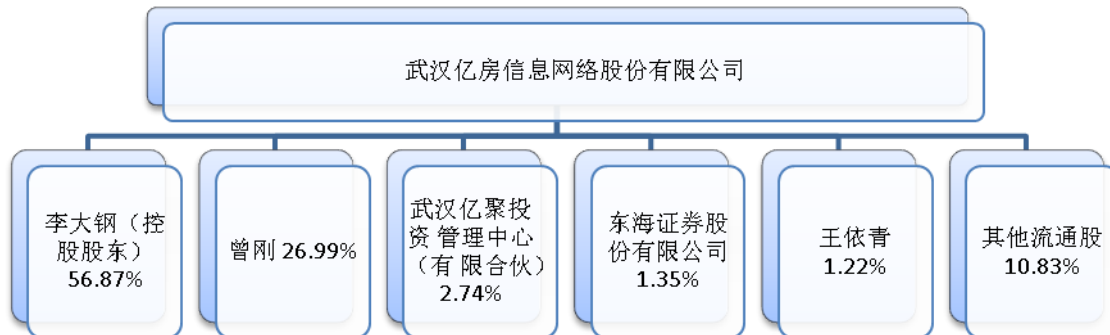 武汉亿房信息网络股份有限公司
李大钢（控
股股东）
56.87%
曾刚 26.99%
武汉亿聚投
资 管理中心
（有 限合伙）
2.74%
东海证券股
份有限公司
1.35%
王依青
1.22%
其他流通股
10.83%